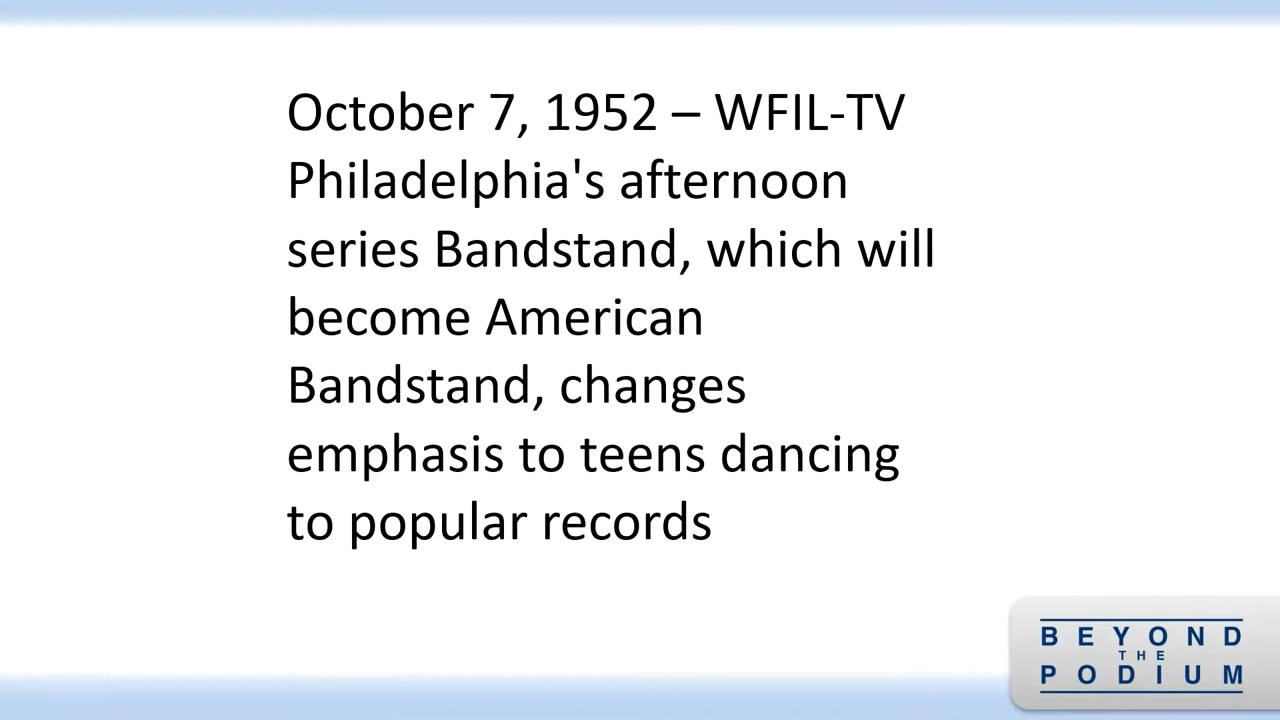 October 7, 1952 – WFIL-TV
Philadelphia's afternoon
series Bandstand, which will
become American
Bandstand, changes
emphasis to teens dancing
to popular records
BEYOND
THE
PODIUM